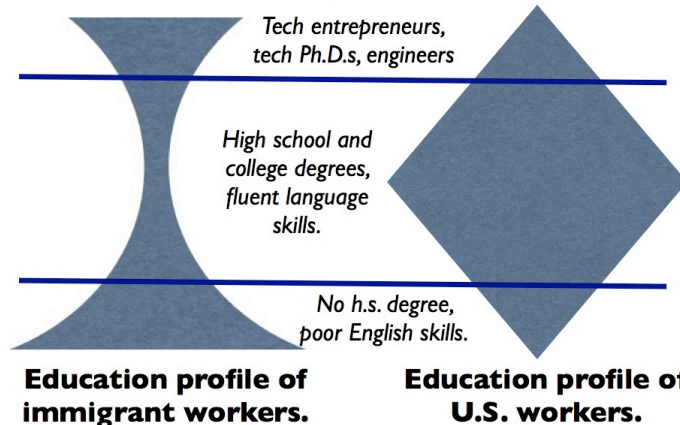 Tech entrepreneurs,
tech Ph.D.s, engineers
High school and
college degrees,
fluent language
skills.
No h.s. degree,
poor English skills.
Education profile of
immigrant workers.
Education profile of
U.S. workers.